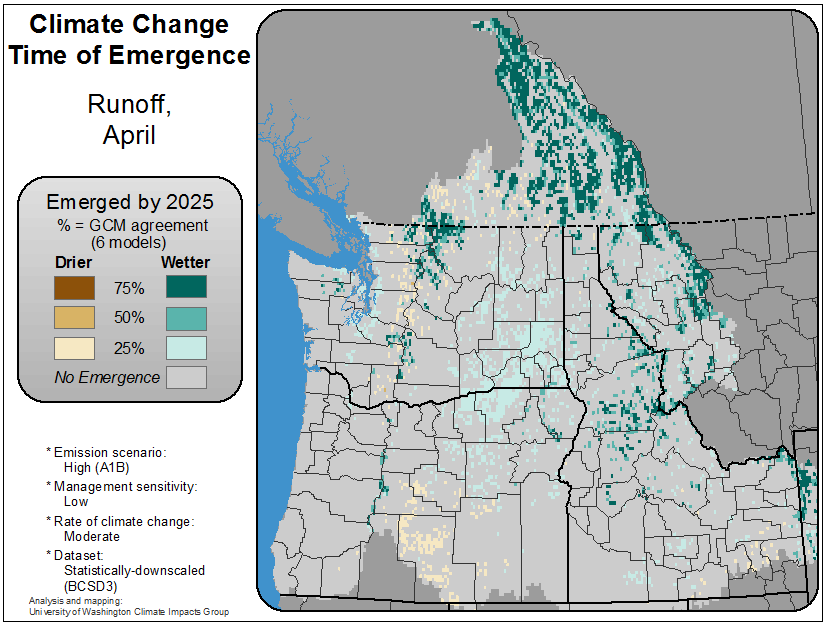 Climate Change
Time of Emergence
Runoff,
April
Emerged by 2025
% = GCM agreement
(6 models)
Drier Wetter
75%
50%
25%
No Emergence
* Emission scenario:
High (A1B)
* Management sensitivity:
Low
* Rate of climate change:
Moderate
* Dataset:
Statistically-downscaled
(BCSD3)
Analysis and mapping:
University of Washington Climate Impacts Group